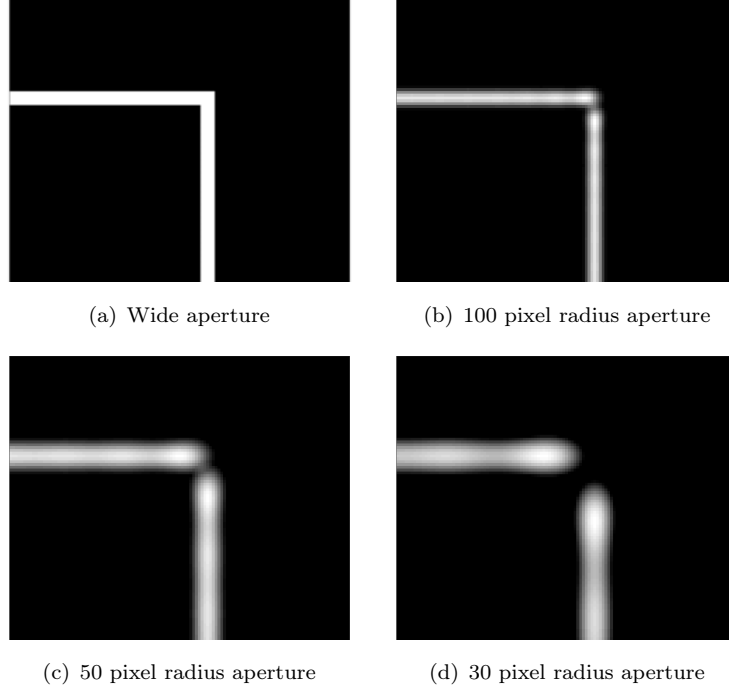 (a) Wide aperture
(b) 100 pixel radius aperture
(c) 50 pixel radius aperture
(d) 30 pixel radius aperture